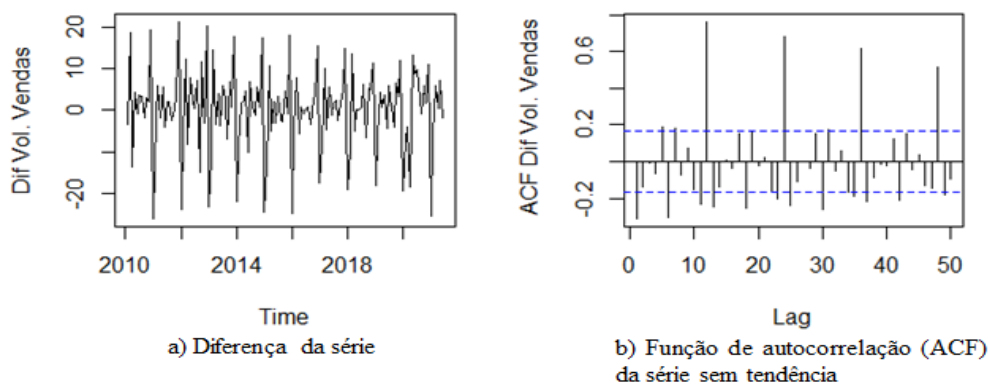 Dif Vol. Vendas
20
10
0
-20
2010 2014 2018
Time
a) Diferença da série
ACF Dif Vol. Vendas
0.6
0.2
-0.2
0 10 20 30 40 50
Lag
b) Função de autocorrelação (ACF)
da série sem tendência